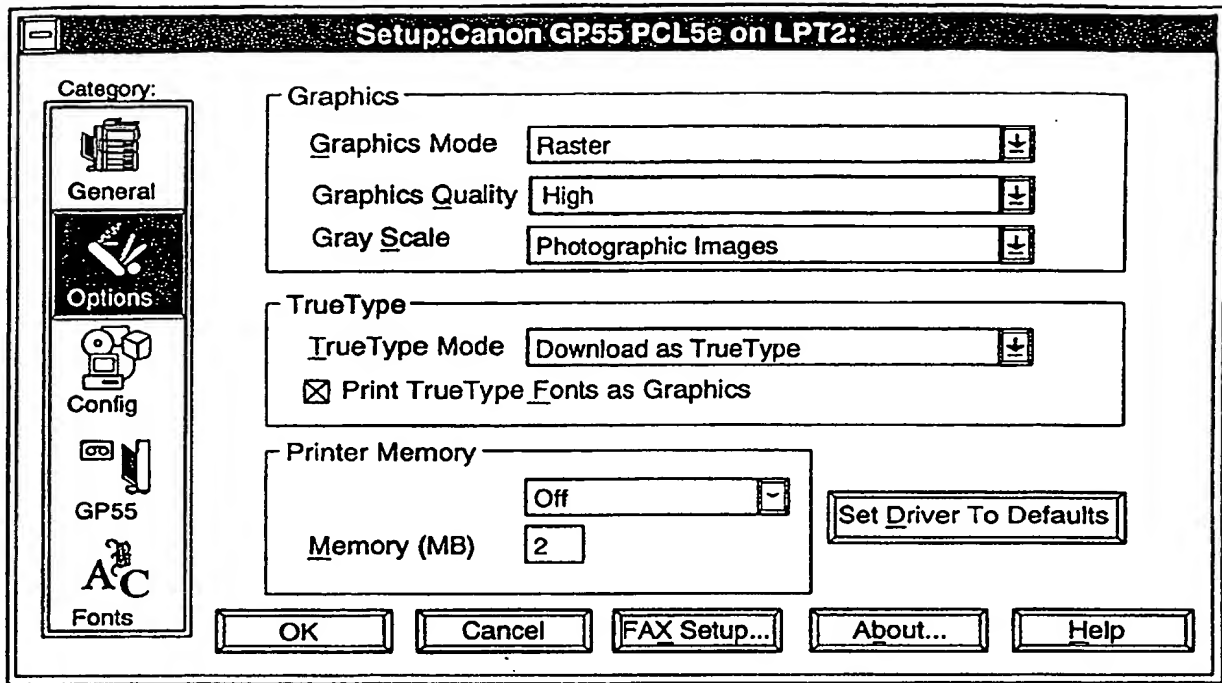 Setup:Canon GP55 PCL5e on LPT2:
Category:
General
Options
Config
GP55
Fonts
Graphics
Graphics Mode Raster
Graphics Quality High
Gray Scale Photographic Images
TrueType
TrueType Mode Download as TrueType
Print TrueType Fonts as Graphics
Printer Memory
Off
Memory (MB) 2
Set Driver To Defaults
OK Cancel FAX Setup... About... Help